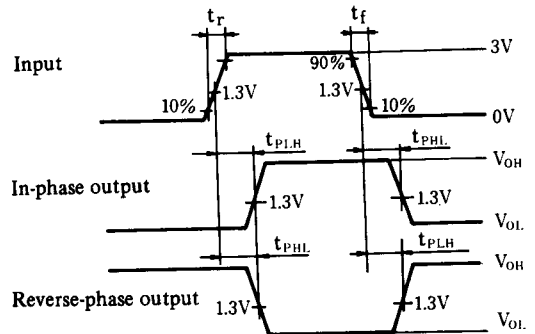 tr
tf
3V
Input
90%
1.3V
1.3V
10%
10%
0V
tPLH
tPHL
VOH
In-phase output
1.3V
1.3V
VOL
tPHL
tPLH
VOH
Reverse-phase output
1.3V
1.3V
VOL